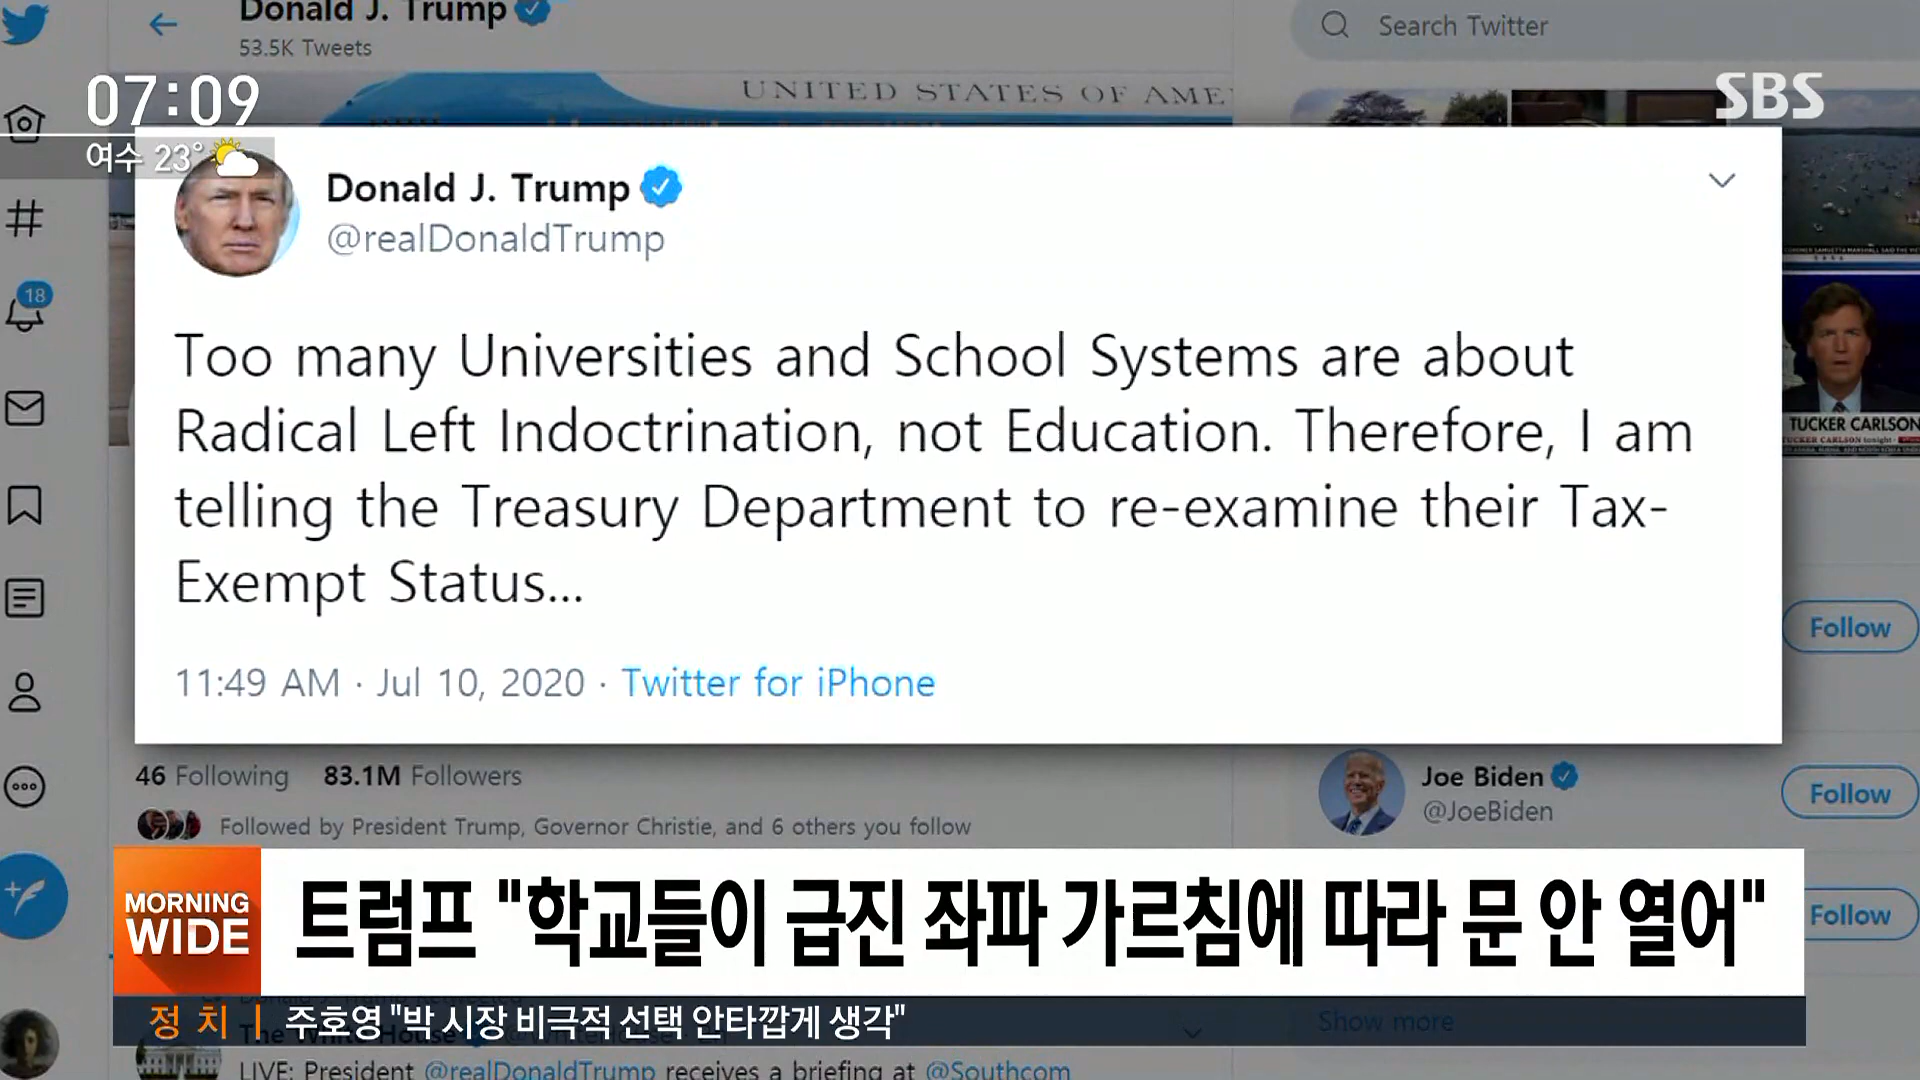 Donald J. Trump
53.5K Tweets
Search Twitter
UNITED STATES OF AME
07:09
SBS
여수 23°
Donald J. Trump
@realDonaldTrump
18
Too many Universities and School Systems are about
Radical Left Indoctrination, not Education. Therefore, I am
telling the Treasury Department to re-examine their Tax-
Exempt Status...
11:49 AM · Jul 10, 2020 · Twitter for iPhone
TUCKER CARLSON
TUCKER CARLSON tonight
Follow
46 Following 83.1M Followers
Followed by President Trump, Governor Christie, and 6 others you follow
Joe Biden
@JoeBiden
Follow
MORNING
WIDE
트럼프 "학교들이 급진 좌파 가르침에 따라 문 안 열어"
Follow
정치 | 주호영 "박 시장 비극적 선택 안타깝게 생각"
The White House
Show more
LIVE: President @realDonaldTrump receives a briefing at @Southcom